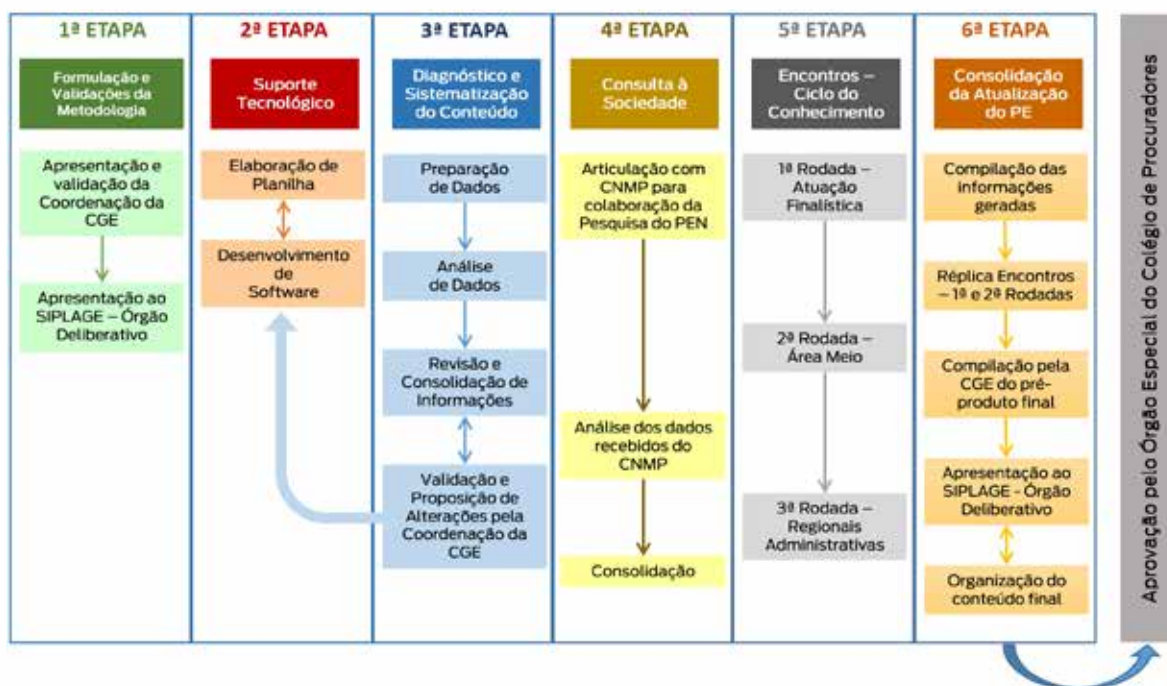 1ª ETAPA
Formulação e
Validações da
Metodologia
Apresentação e
validação da
Coordenação da
CGE
Apresentação ao
SIPLAGE – Órgão
Deliberativo
2ª ETAPA
Suporte
Tecnológico
Elaboração de
Planilha
Desenvolvimento
de
Software
3ª ETAPA
Diagnóstico e
Sistematização
do Conteúdo
Preparação
de Dados
Análise
de Dados
Revisão e
Consolidação de
Informações
Validação e
Proposição de
Alterações pela
Coordenação da
CGE
4ª ETAPA
Consulta à
Sociedade
Articulação com
CNMP para
colaboração da
Pesquisa do PEN
Análise dos dados
recebidos do
CNMP
Consolidação
5ª ETAPA
Encontros –
Ciclo do
Conhecimento
1ª Rodada –
Atuação
Finalística
2ª Rodada –
Área Meio
3ª Rodada –
Regionais
Administrativas
6ª ETAPA
Consolidação
da Atualização
do PE
Compilação das
informações
geradas
Réplica Encontros
– 1ª e 2ª Rodadas
Compilação pela
CGE do pré-
produto final
Apresentação ao
SIPLAGE - Órgão
Deliberativo
Organização do
conteúdo final
Aprovação pelo Órgão Especial do Colégio de Procuradores